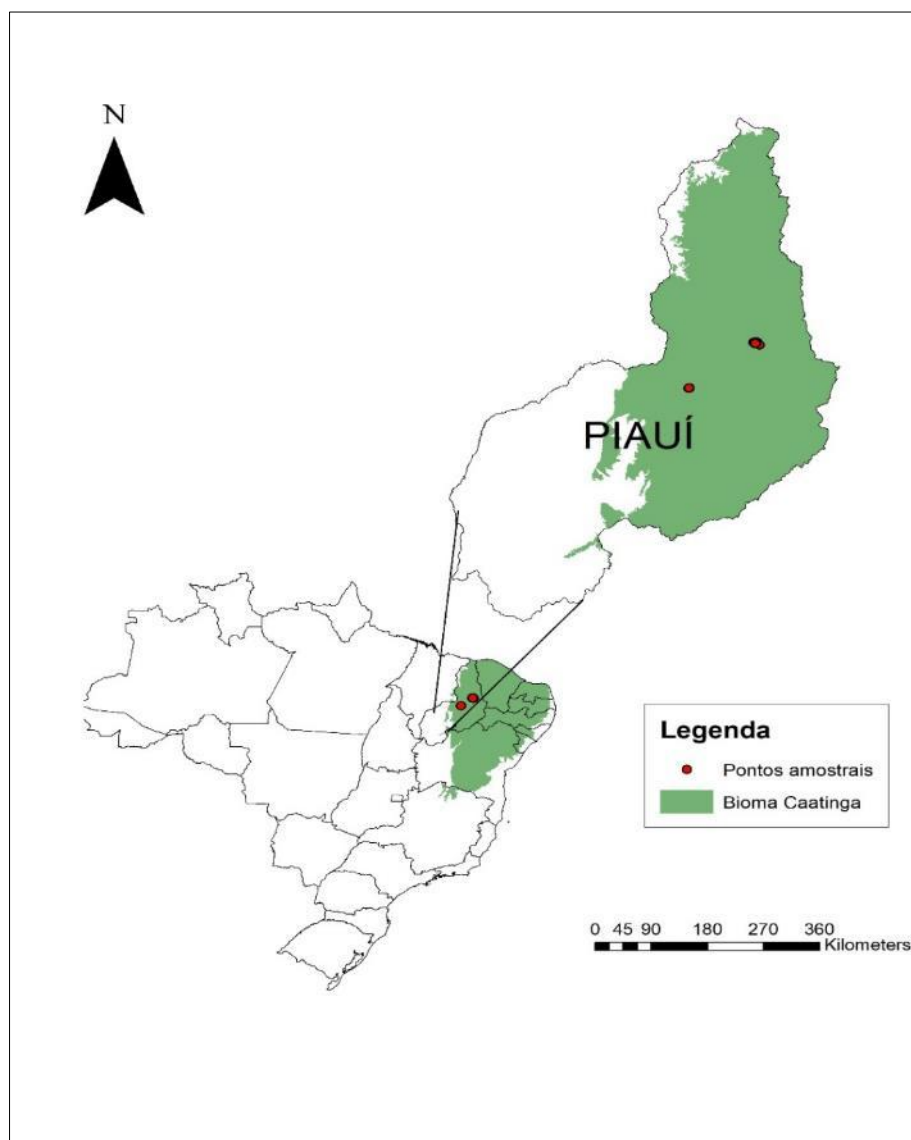 N
PIAUÍ
Legenda
Pontos amostrais
Bioma Caatinga
0 45 90 180 270 360
Kilometers